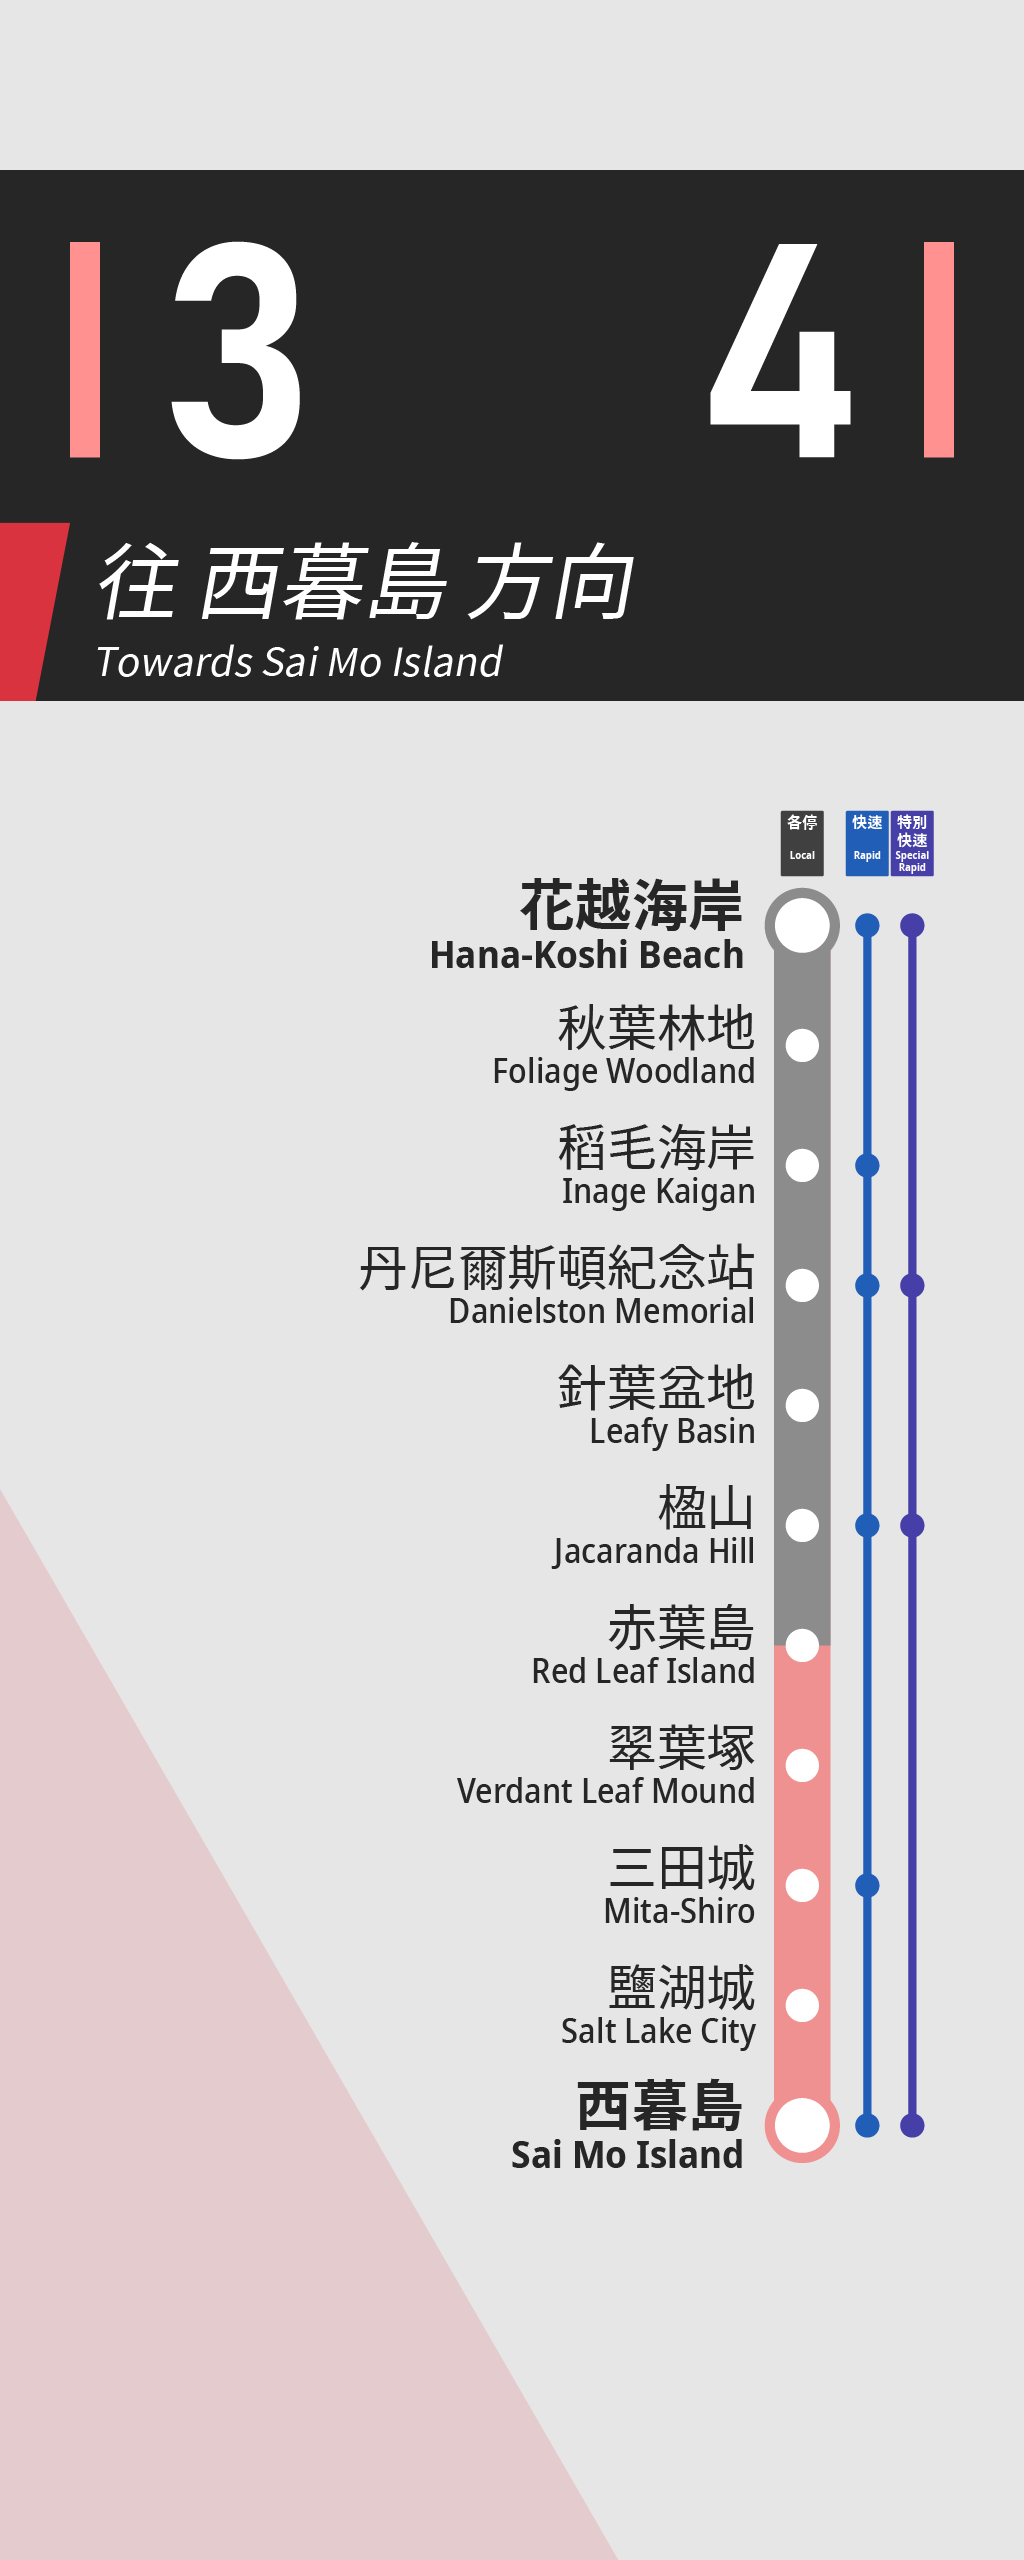 3 4
往 西暮島 方向
Towards Sai Mo Island
各停 快速 特別
快速
Local Rapid Special
Rapid
花越海岸
Hana-Koshi Beach
秋葉林地
Foliage Woodland
稻毛海岸
Inage Kaigan
丹尼爾斯頓紀念站
Danielston Memorial
針葉盆地
Leafy Basin
楹山
Jacaranda Hill
赤葉島
Red Leaf Island
翠葉塚
Verdant Leaf Mound
三田城
Mita-Shiro
鹽湖城
Salt Lake City
西暮島
Sai Mo Island